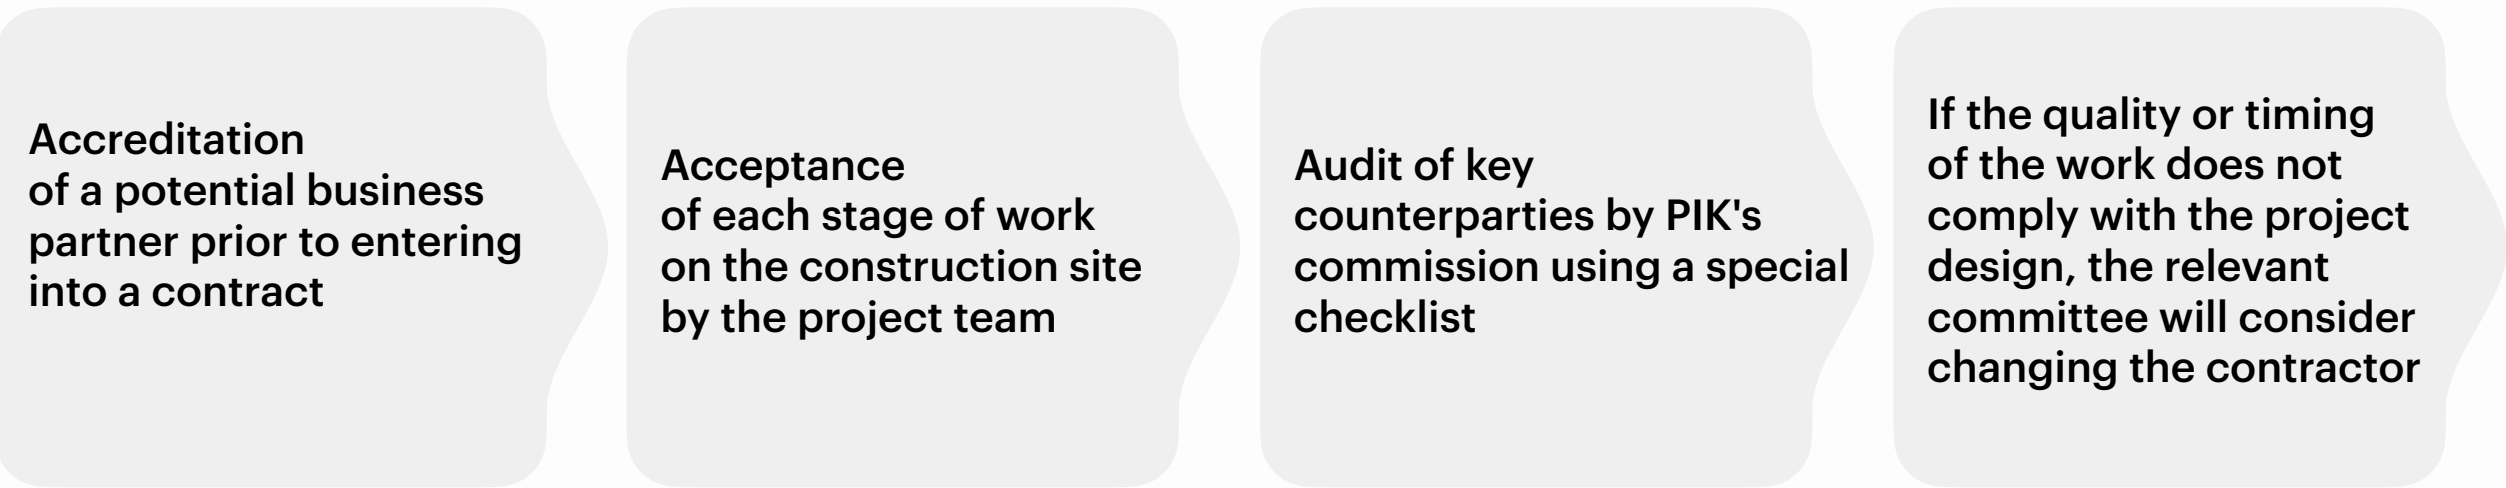 Accreditation
of a potential business
partner prior to entering
into a contract
Acceptance
of each stage of work
on the construction site
by the project team
Audit of key
counterparties by PIK's
commission using a special
checklist
If the quality or timing
of the work does not
comply with the project
design, the relevant
committee will consider
changing the contractor